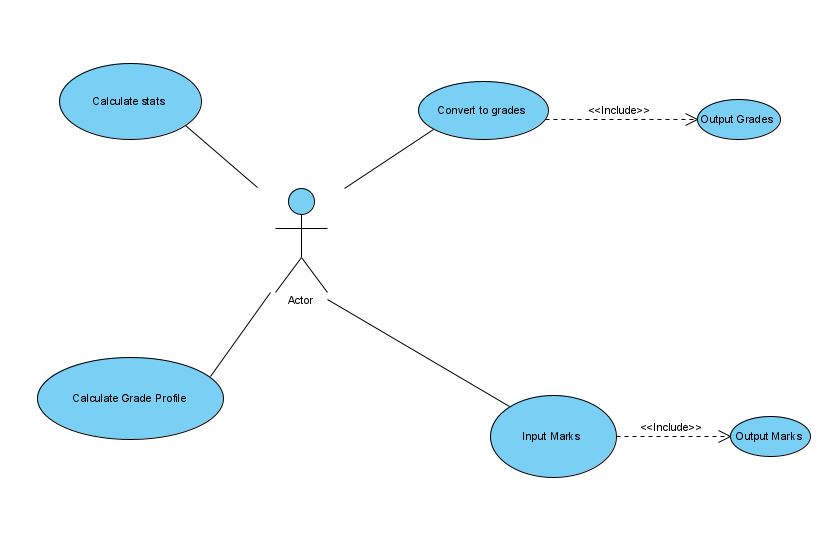 Calculate stats
Convert to grades
<<Include>>
Output Grades
Actor
Calculate Grade Profile
Input Marks
<<Include>>
Output Marks